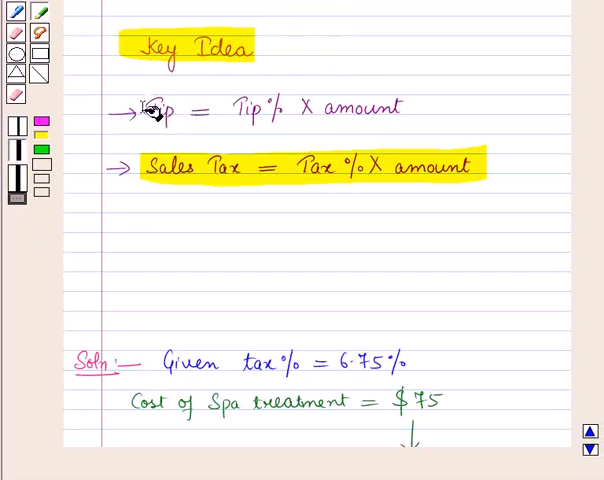 Key Idea
→ Tip = Tip% X amount
→ Sales Tax = Tax % X amount
Soln:- Given tax% = 6.75%
Cost of Spa treatment = $75